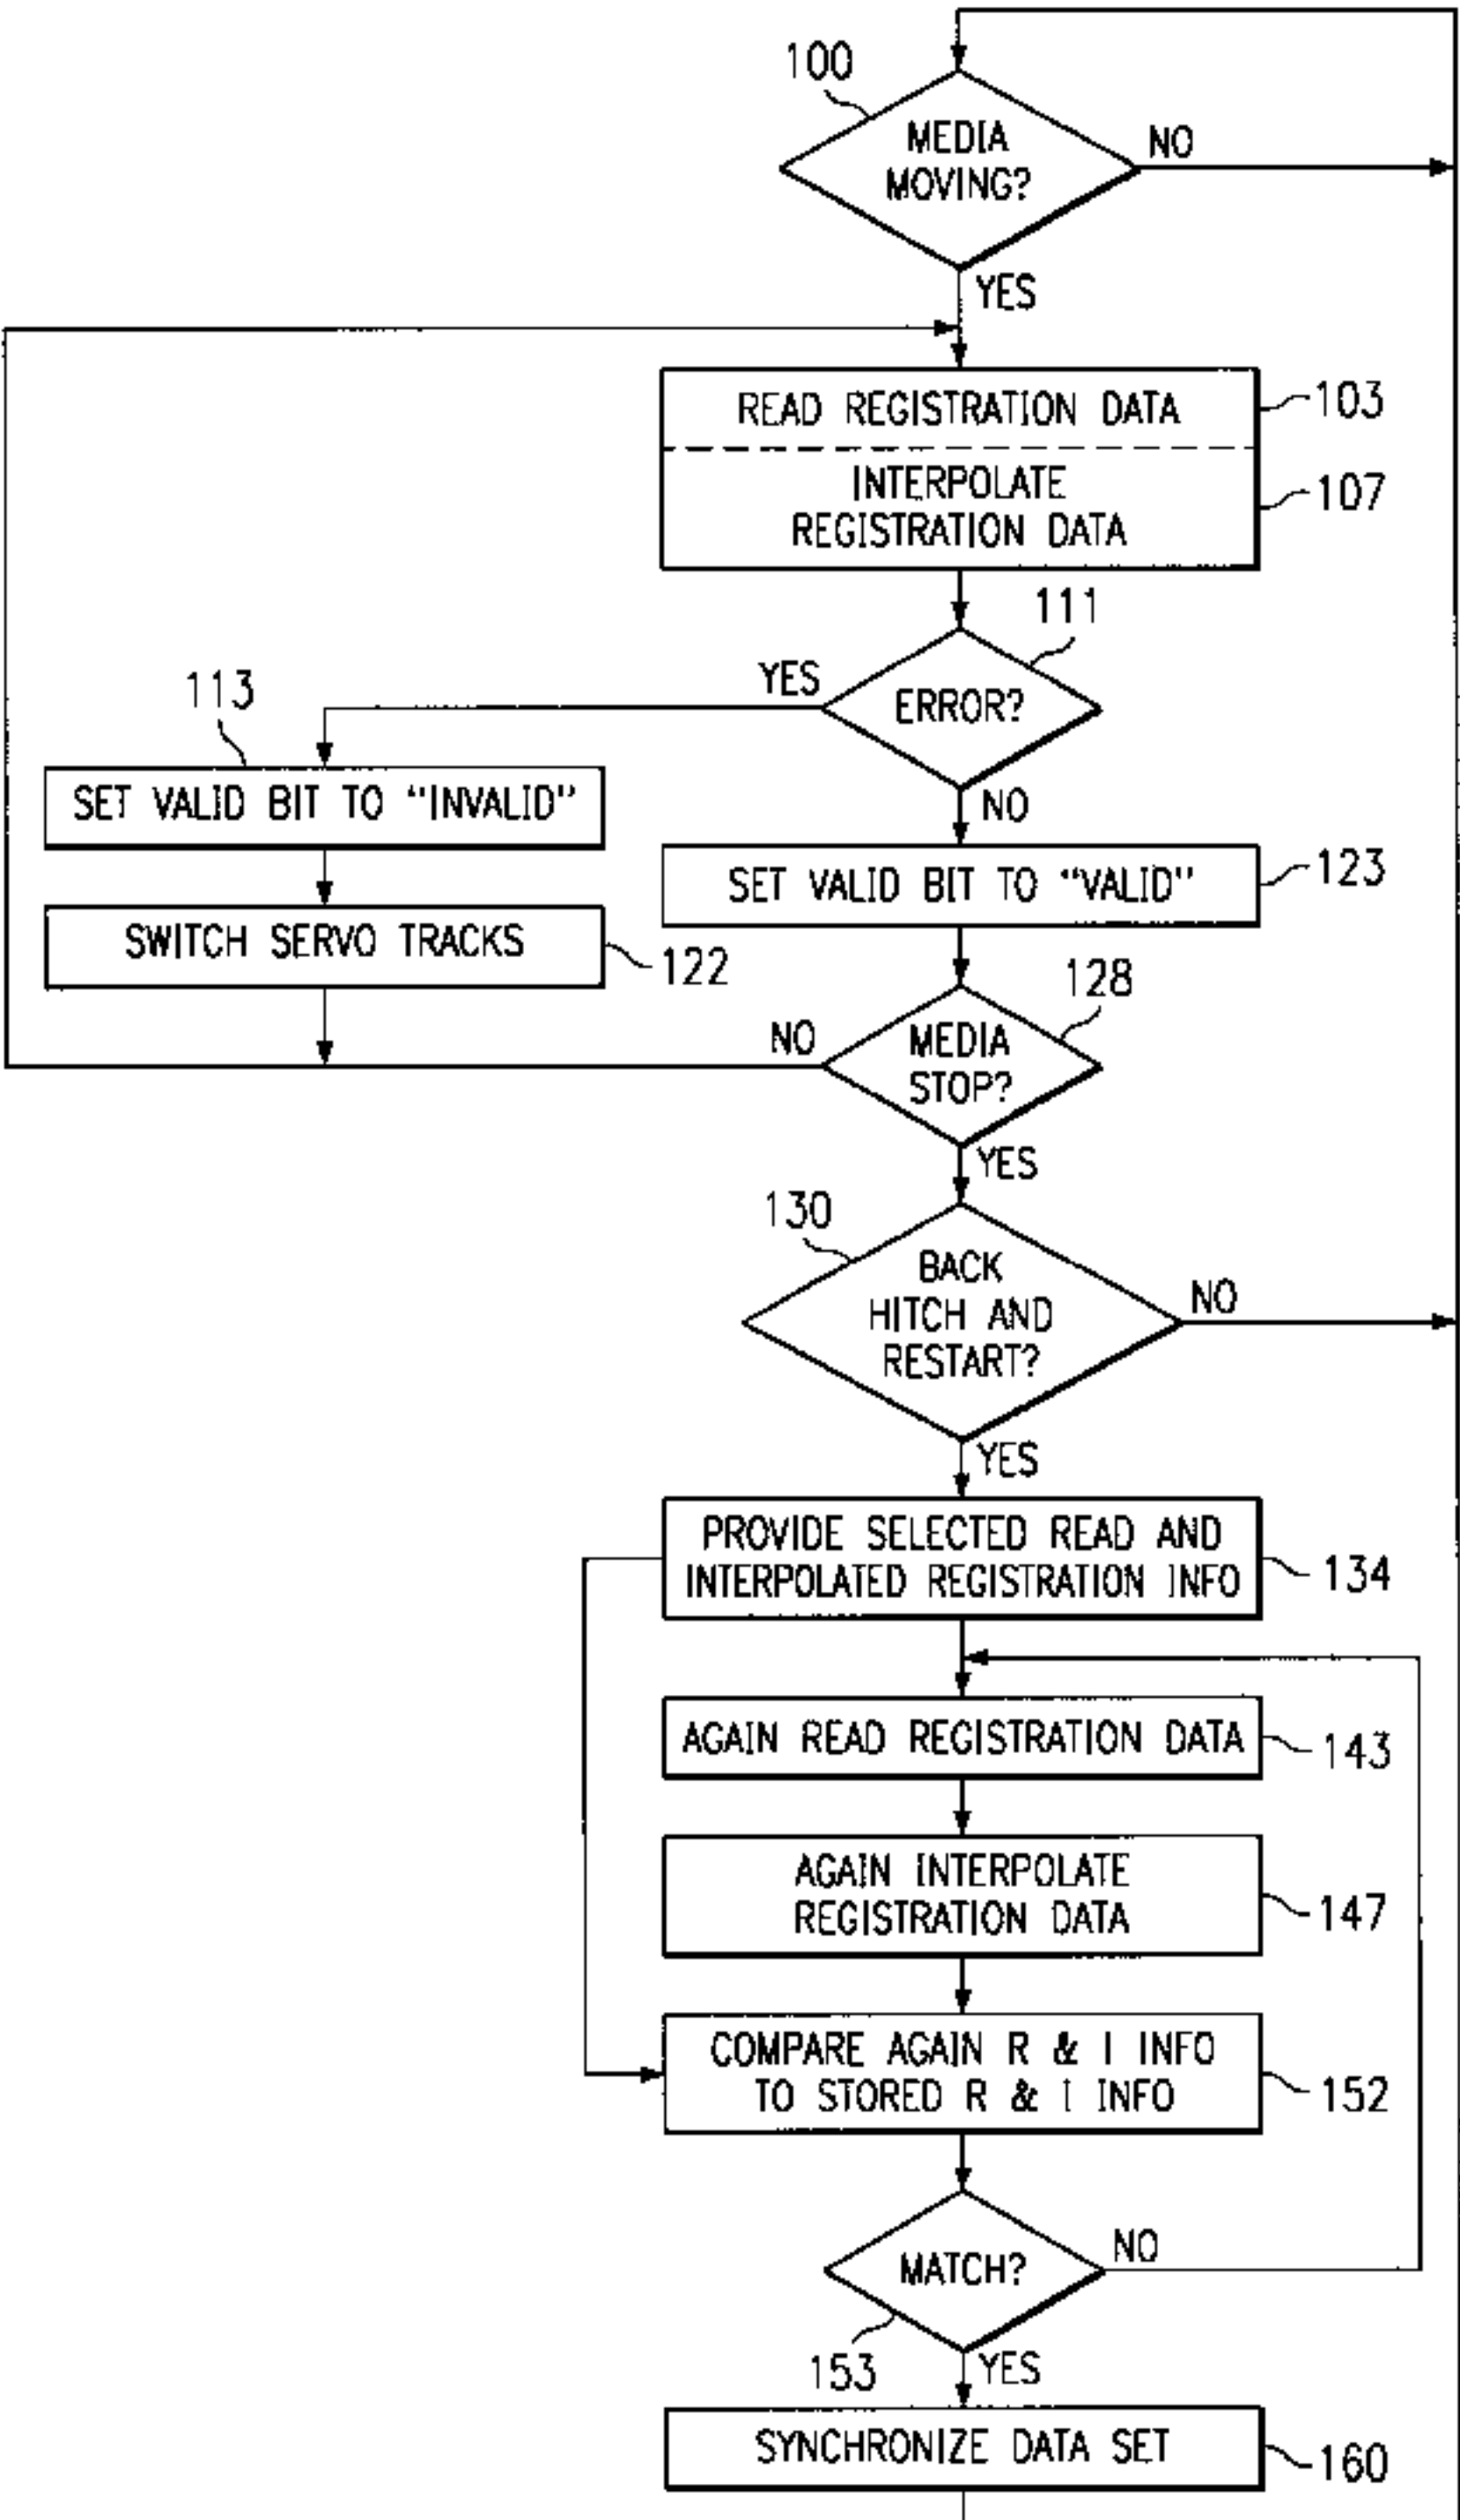 100
MEDIA
MOVING?
NO
YES
READ REGISTRATION DATA
103
INTERPOLATE
REGISTRATION DATA
107
111
ERROR?
YES
NO
113
SET VALID BIT TO "INVALID"
SWITCH SERVO TRACKS
122
SET VALID BIT TO "VALID"
123
128
MEDIA
STOP?
NO
YES
130
BACK
HITCH AND
RESTART?
NO
YES
PROVIDE SELECTED READ AND
INTERPOLATED REGISTRATION INFO
134
AGAIN READ REGISTRATION DATA
143
AGAIN INTERPOLATE
REGISTRATION DATA
147
COMPARE AGAIN R & I INFO
TO STORED R & I INFO
152
MATCH?
NO
153
YES
SYNCHRONIZE DATA SET
160